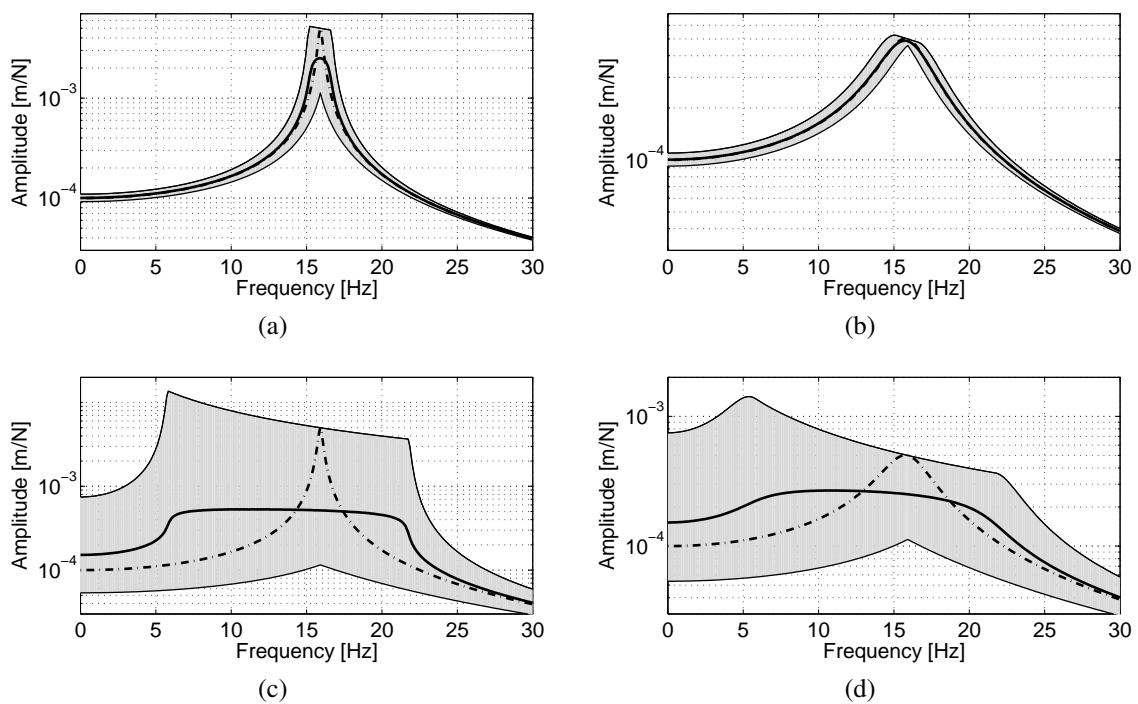 Amplitude [m/N]
10⁻³
10⁻⁴
0 5 10 15 20 25 30
Frequency [Hz]
(a)
Amplitude [m/N]
10⁻⁴
0 5 10 15 20 25 30
Frequency [Hz]
(b)
Amplitude [m/N]
10⁻³
10⁻⁴
0 5 10 15 20 25 30
Frequency [Hz]
(c)
Amplitude [m/N]
10⁻³
10⁻⁴
0 5 10 15 20 25 30
Frequency [Hz]
(d)